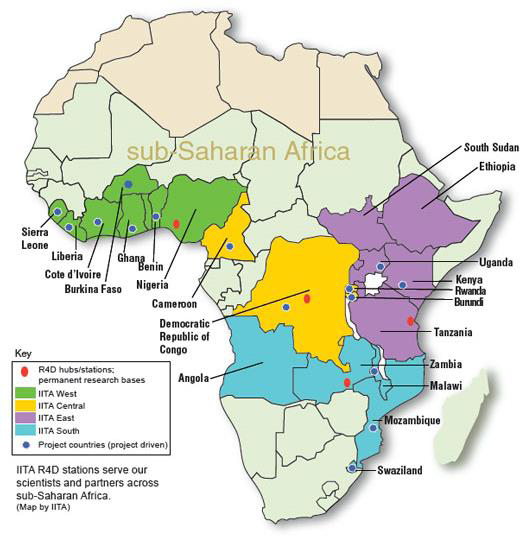 sub-Saharan Africa
South Sudan
Ethiopia
Sierra
Leone
Liberia
Cote d'Ivoire
Burkina Faso
Ghana
Benin
Nigeria
Cameroon
Democratic
Republic of
Congo
Angola
Uganda
Kenya
Rwanda
Burundi
Tanzania
Zambia
Malawi
Mozambique
Swaziland
Key
R4D hubs/stations;
permanent research bases
IITA West
IITA Central
IITA East
IITA South
Project countries (project driven)
IITA R4D stations serve our
scientists and partners across
sub-Saharan Africa.
(Map by IITA)